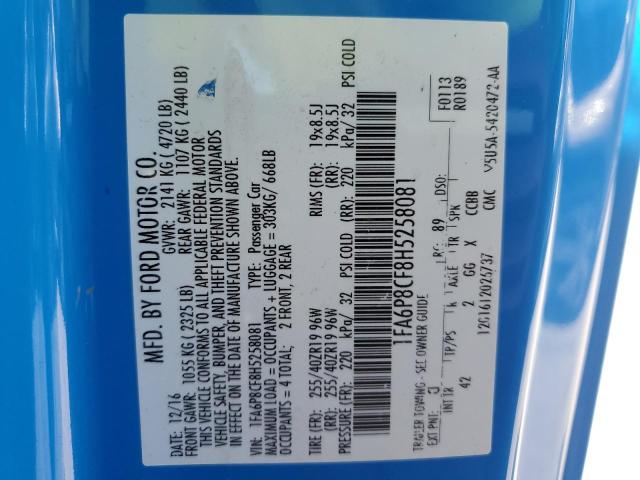 MFD. BY FORD MOTOR CO.
DATE: 12/16 GVWR: 2141 KG ( 4720 LB)
FRONT GAWR: 1055 KG ( 2325 LB) REAR GAWR: 1107 KG ( 2440 LB)
THIS VEHICLE CONFORMS TO ALL APPLICABLE FEDERAL MOTOR
VEHICLE SAFETY, BUMPER, AND THEFT PREVENTION STANDARDS
IN EFFECT ON THE DATE OF MANUFACTURE SHOWN ABOVE.
VIN: 1FA6P8CF8H5258081 TYPE: Passenger Car
MAXIMUM LOAD = OCCUPANTS + LUGGAGE = 303KG/ 668LB
OCCUPANTS = 4 TOTAL; 2 FRONT, 2 REAR
TIRE (FR): 255/40ZR19 96W RIMS (FR): 19x8.5J
(RR): 255/40ZR19 96W (RR): 19x8.5J
PRESSURE (FR): 220 kPa/ 32 PSI COLD (RR): 220 kPa/ 32 PSI COLD
1FA6P8CF8H5258081
TRAILER TOWING - SEE OWNER GUIDE
EXT PNT: RC: 89 DSO: F0113
R0189
INT TR TP/PS AXLE TR SPK
42 2 GG X CCBB
12016120 CMC V5U5A-5420472-AA